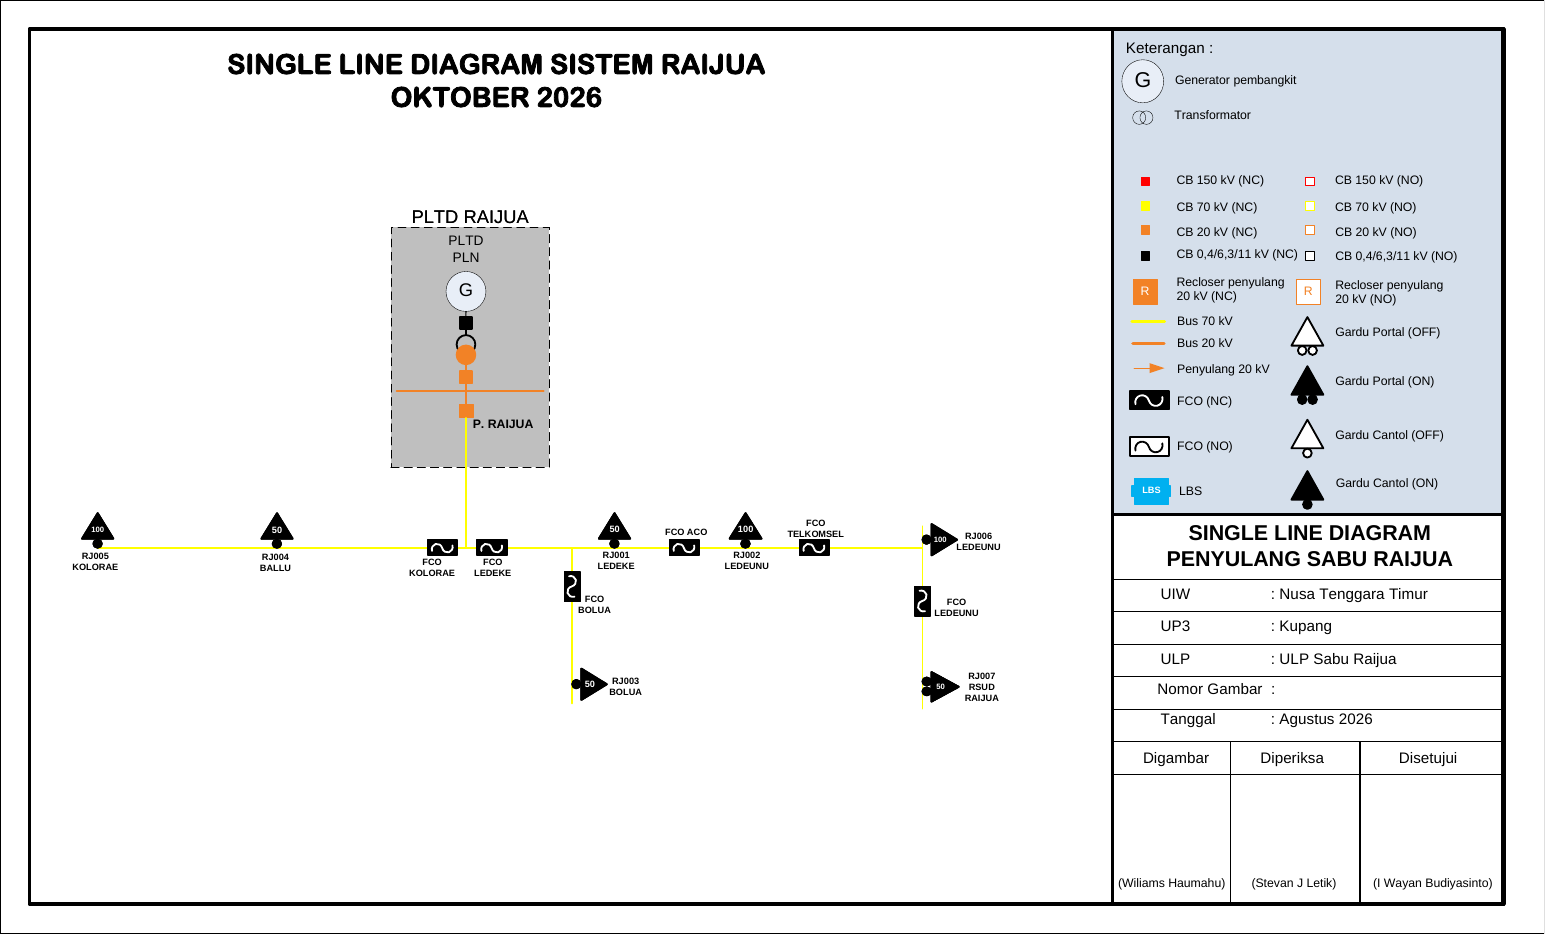 SINGLE LINE DIAGRAM SISTEM RAIJUA
OKTOBER 2026
PLTD RAIJUA
PLTD
PLN
G
P. RAIJUA
100
RJ005
KOLORAE
50
RJ004
BALLU
FCO
KOLORAE
FCO
LEDEKE
50
RJ001
LEDEKE
FCO ACO
100
RJ002
LEDEUNU
FCO
TELKOMSEL
100
RJ006
LEDEUNU
FCO
BOLUA
FCO
LEDEUNU
50
RJ003
BOLUA
50
RJ007
RSUD
RAIJUA
Keterangan :
G
Generator pembangkit
Transformator
CB 150 kV (NC)
CB 150 kV (NO)
CB 70 kV (NC)
CB 70 kV (NO)
CB 20 kV (NC)
CB 20 kV (NO)
CB 0,4/6,3/11 kV (NC)
CB 0,4/6,3/11 kV (NO)
R
Recloser penyulang
20 kV (NC)
R
Recloser penyulang
20 kV (NO)
Bus 70 kV
Bus 20 kV
Gardu Portal (OFF)
Penyulang 20 kV
Gardu Portal (ON)
FCO (NC)
Gardu Cantol (OFF)
FCO (NO)
Gardu Cantol (ON)
LBS
LBS
SINGLE LINE DIAGRAM
PENYULANG SABU RAIJUA
UIW : Nusa Tenggara Timur
UP3 : Kupang
ULP : ULP Sabu Raijua
Nomor Gambar :
Tanggal : Agustus 2026
Digambar Diperiksa Disetujui
(Wiliams Haumahu) (Stevan J Letik) (I Wayan Budiyasinto)